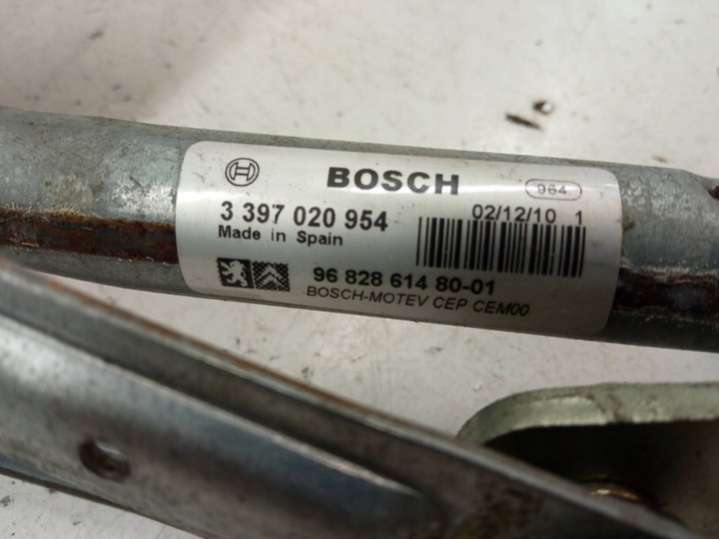 BOSCH 964
3 397 020 954 02/12/10 1
Made in Spain
96 828 614 80-01
BOSCH-MOTEV CEP CEM00